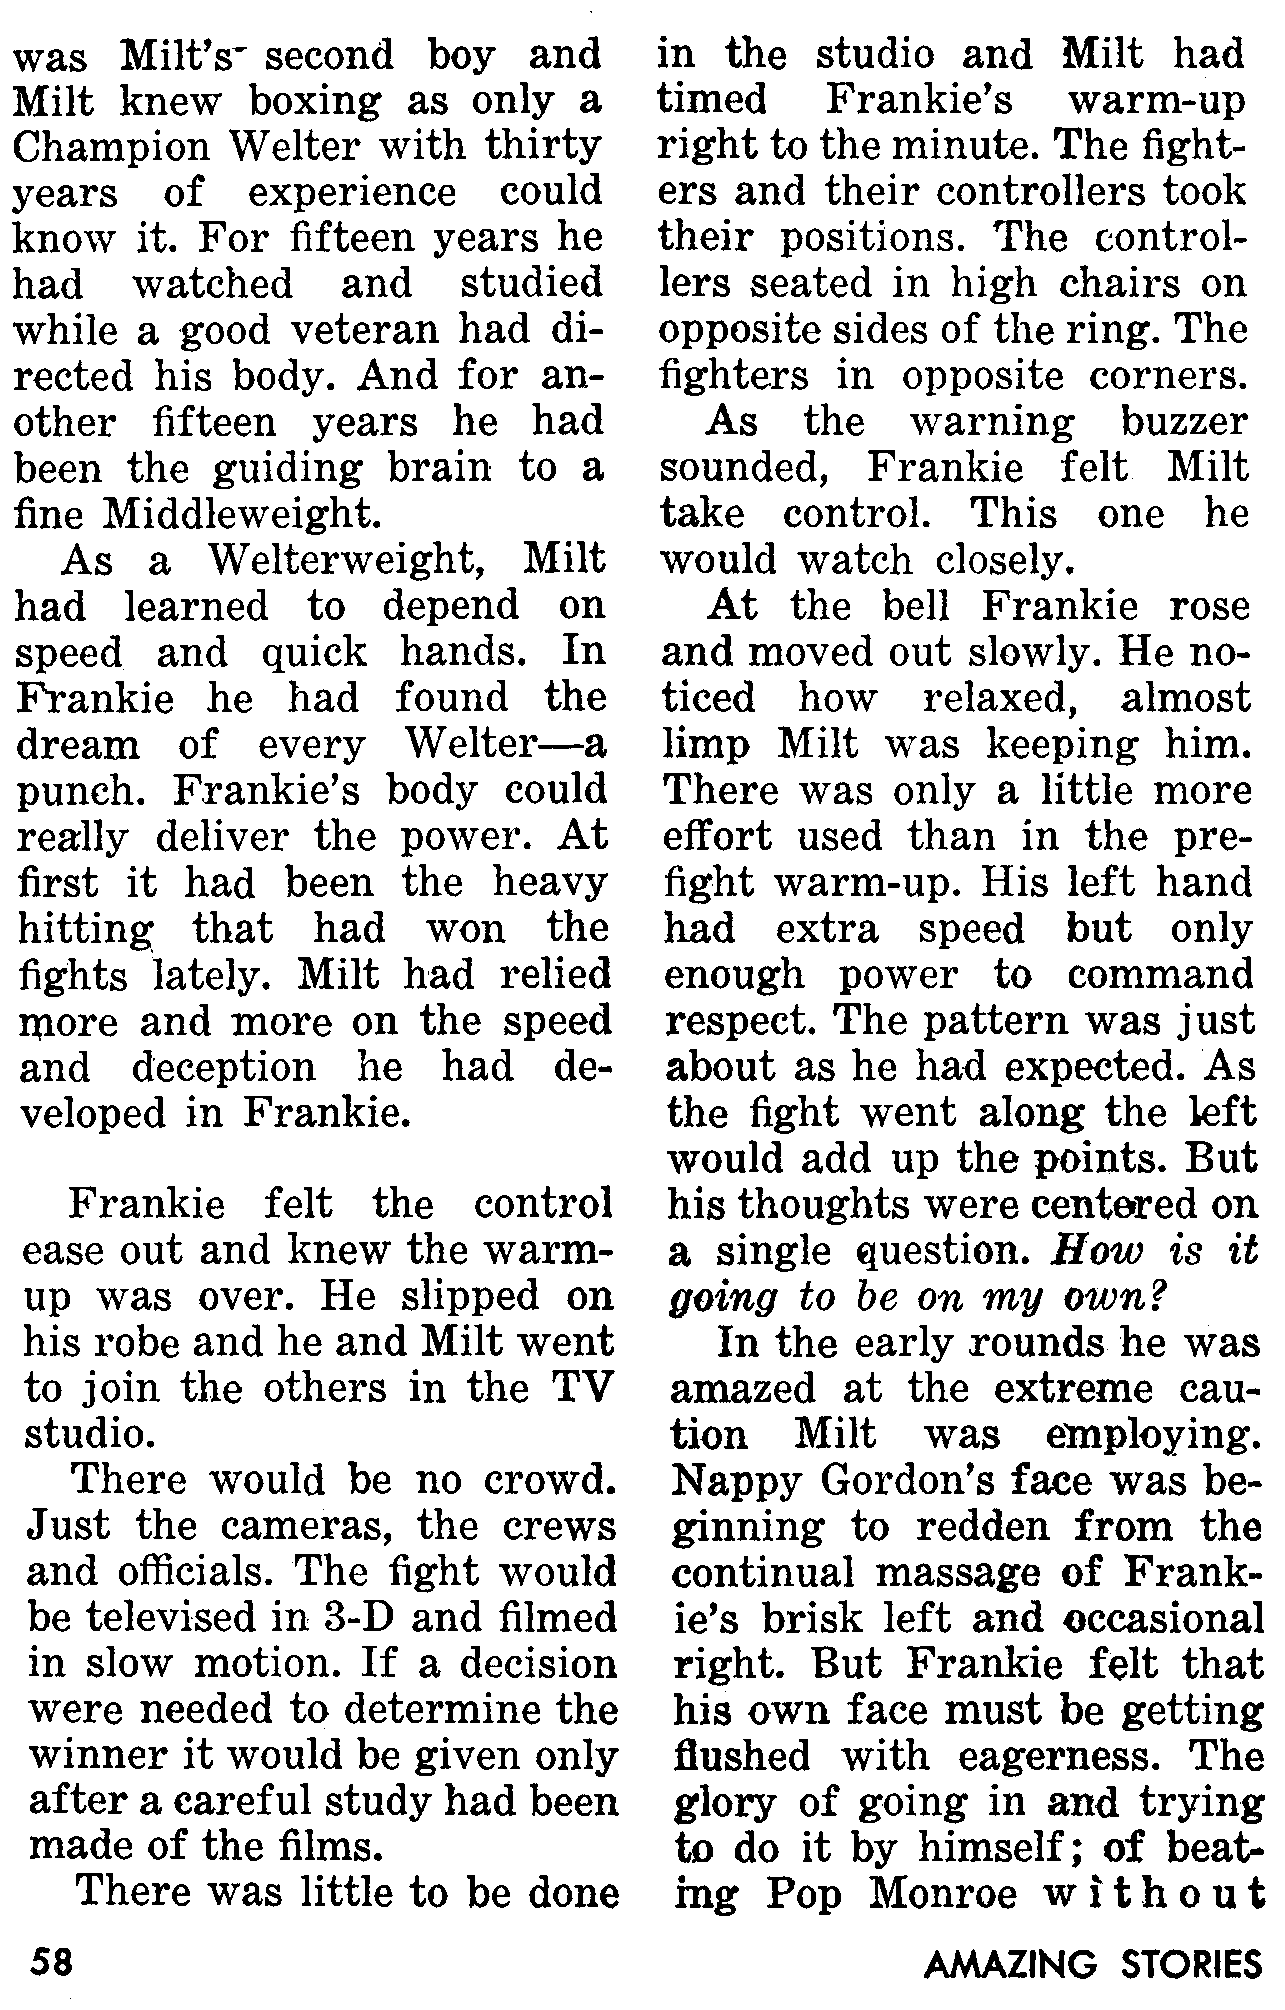 was Milt's second boy and
Milt knew boxing as only a
Champion Welter with thirty
years of experience could
know it. For fifteen years he
had watched and studied
while a good veteran had di-
rected his body. And for an-
other fifteen years he had
been the guiding brain to a
fine Middleweight.
As a Welterweight, Milt
had learned to depend on
speed and quick hands. In
Frankie he had found the
dream of every Welter—a
punch. Frankie's body could
really deliver the power. At
first it had been the heavy
hitting that had won the
fights lately. Milt had relied
more and more on the speed
and deception he had de-
veloped in Frankie.
Frankie felt the control
ease out and knew the warm-
up was over. He slipped on
his robe and he and Milt went
to join the others in the TV
studio.
There would be no crowd.
Just the cameras, the crews
and officials. The fight would
be televised in 3-D and filmed
in slow motion. If a decision
were needed to determine the
winner it would be given only
after a careful study had been
made of the films.
There was little to be done
in the studio and Milt had
timed Frankie's warm-up
right to the minute. The fight-
ers and their controllers took
their positions. The control-
lers seated in high chairs on
opposite sides of the ring. The
fighters in opposite corners.
As the warning buzzer
sounded, Frankie felt Milt
take control. This one he
would watch closely.
At the bell Frankie rose
and moved out slowly. He no-
ticed how relaxed, almost
limp Milt was keeping him.
There was only a little more
effort used than in the pre-
fight warm-up. His left hand
had extra speed but only
enough power to command
respect. The pattern was just
about as he had expected. As
the fight went along the left
would add up the points. But
his thoughts were centered on
a single question. How is it
going to be on my own?
In the early rounds he was
amazed at the extreme cau-
tion Milt was employing.
Nappy Gordon's face was be-
ginning to redden from the
continual massage of Frank-
ie's brisk left and occasional
right. But Frankie felt that
his own face must be getting
flushed with eagerness. The
glory of going in and trying
to do it by himself; of beat-
ing Pop Monroe without
58
AMAZING STORIES